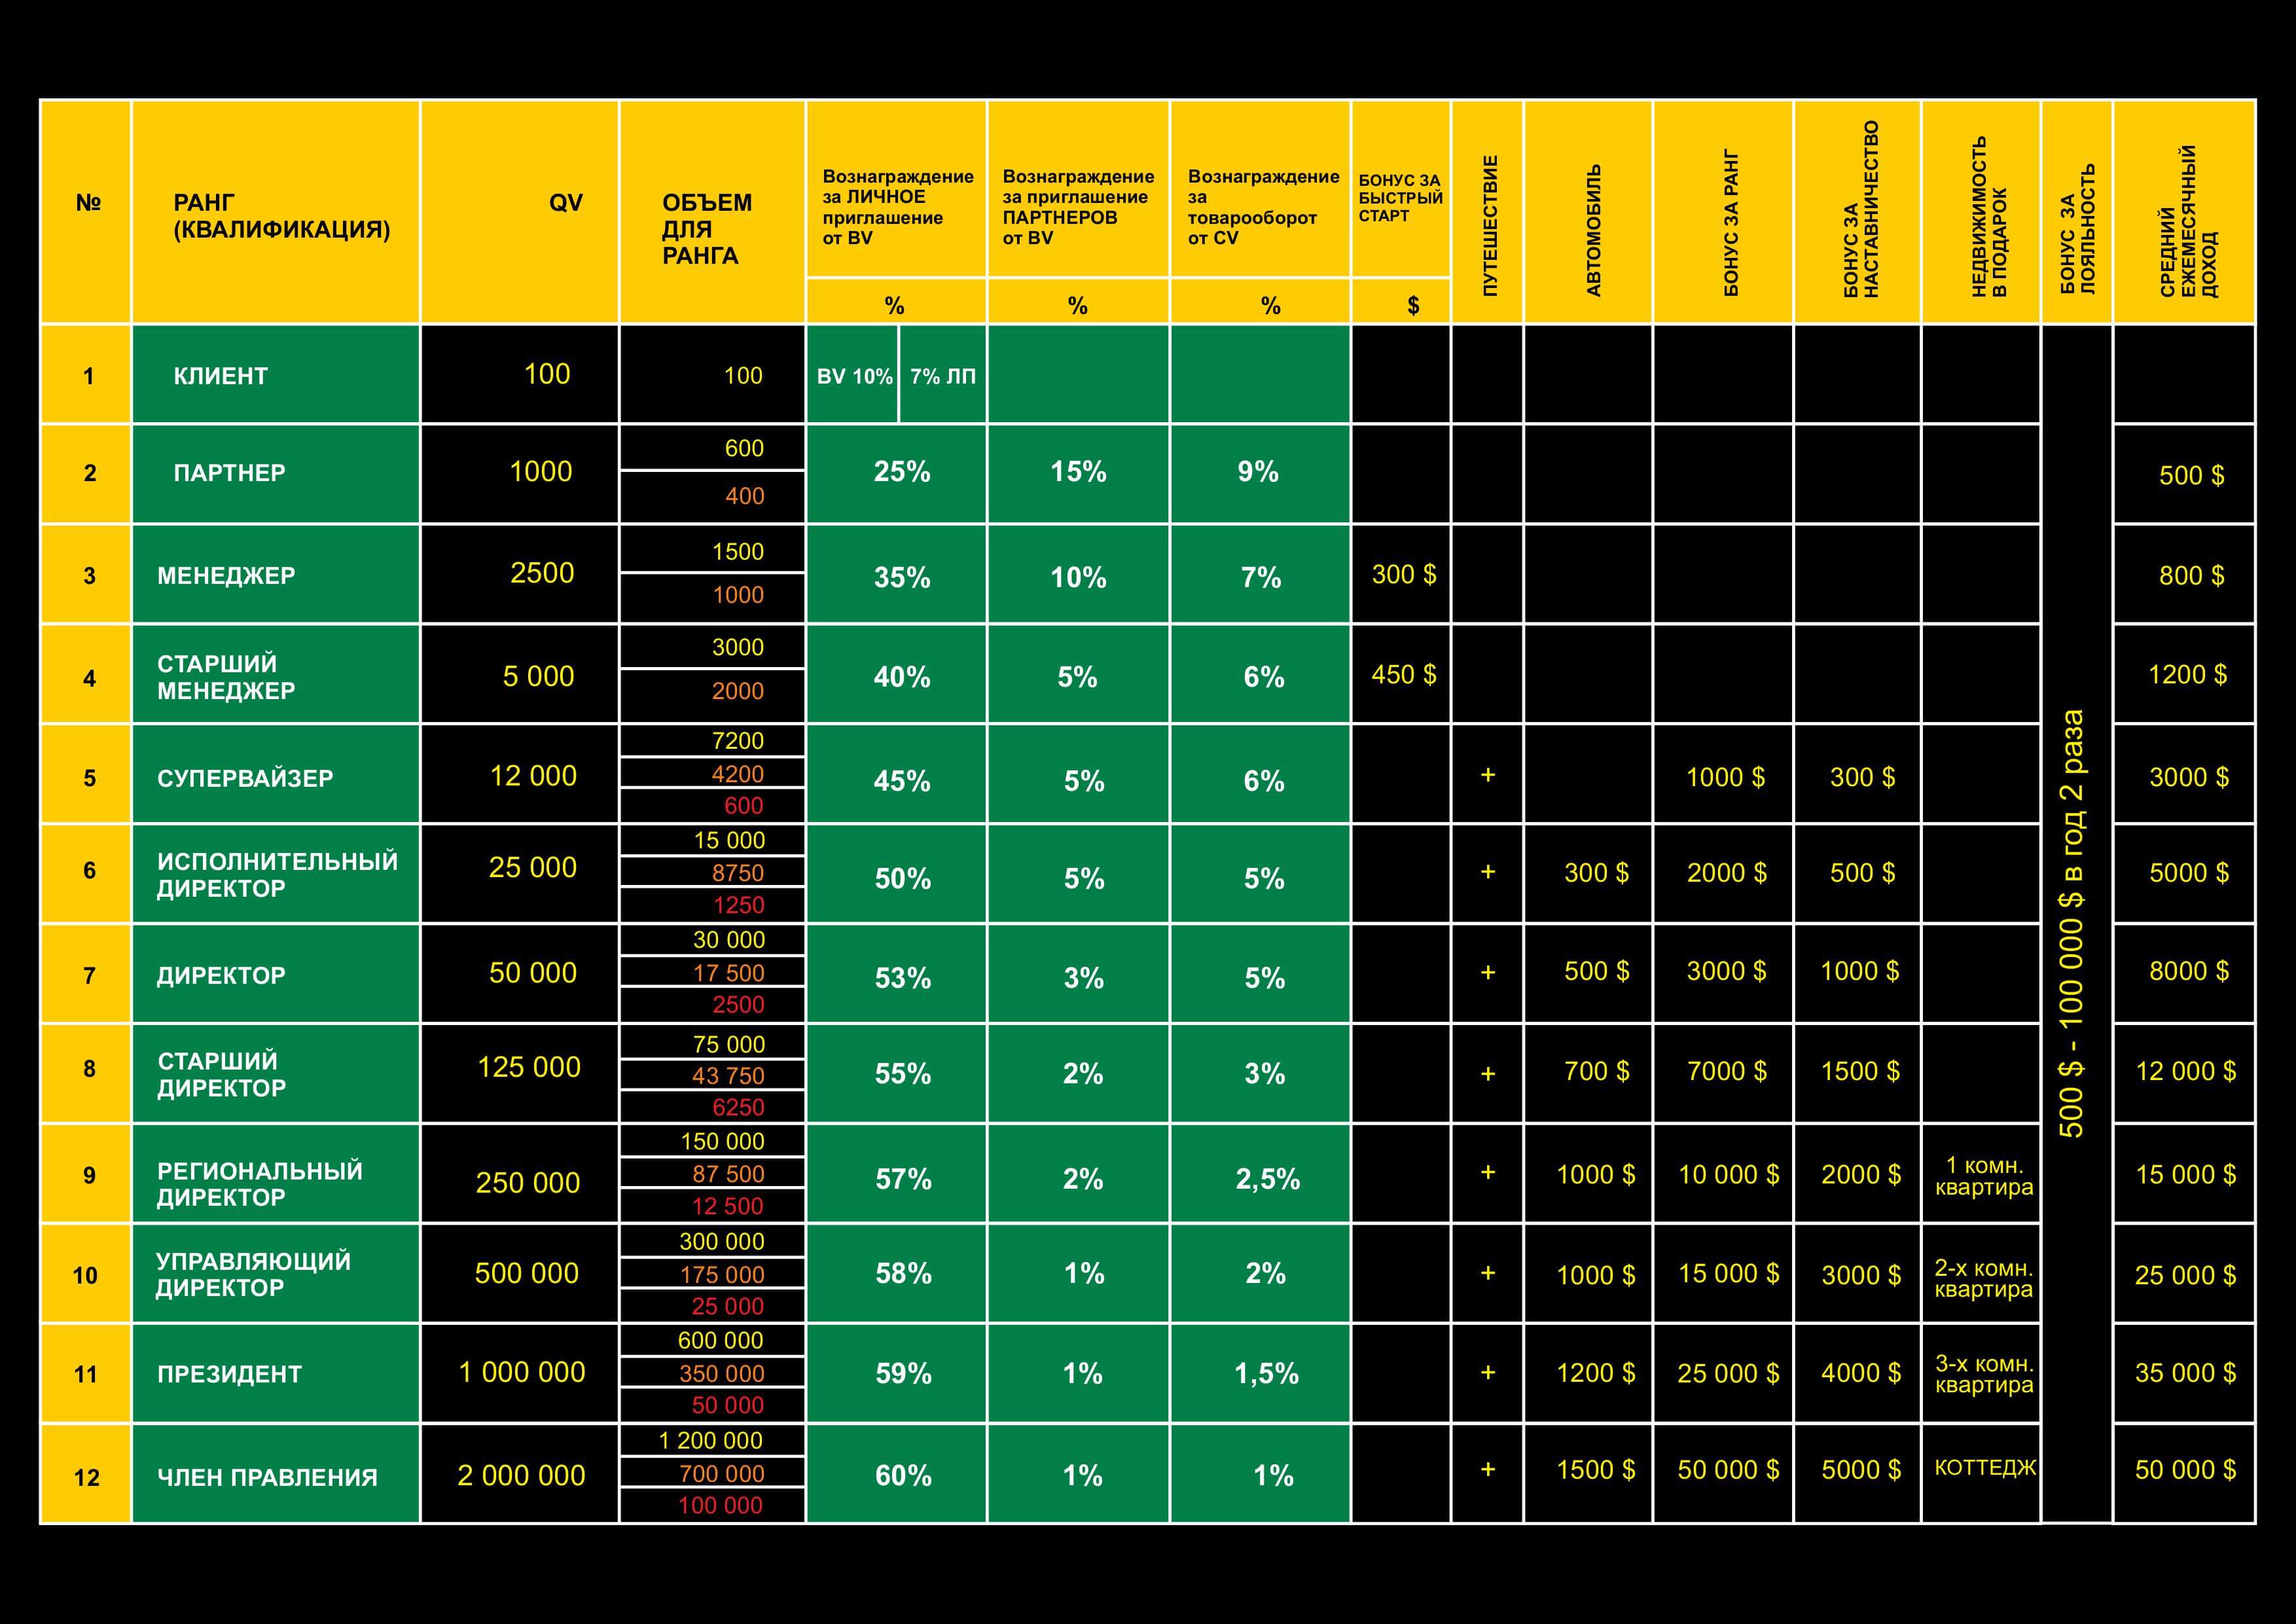 №
РАНГ
(КВАЛИФИКАЦИЯ)
QV
ОБЪЕМ
ДЛЯ
РАНГА
Вознаграждение
за ЛИЧНОЕ
приглашение
от BV
%
Вознаграждение
за приглашение
ПАРТНЕРОВ
от BV
%
Вознаграждение
за
товарооборот
от CV
%
БОНУС ЗА
БЫСТРЫЙ
СТАРТ
$
ПУТЕШЕСТВИЕ
АВТОМОБИЛЬ
БОНУС ЗА РАНГ
БОНУС ЗА
НАСТАВНИЧЕСТВО
НЕДВИЖИМОСТЬ
В ПОДАРОК
БОНУС ЗА
ЛОЯЛЬНОСТЬ
СРЕДНИЙ
ЕЖЕМЕСЯЧНЫЙ
ДОХОД
1
КЛИЕНТ
100
100
BV 10%
7% ЛП
2
ПАРТНЕР
1000
600
400
25%
15%
9%
500 $
3
МЕНЕДЖЕР
2500
1500
1000
35%
10%
7%
300 $
800 $
4
СТАРШИЙ
МЕНЕДЖЕР
5 000
3000
2000
40%
5%
6%
450 $
1200 $
5
СУПЕРВАЙЗЕР
12 000
7200
4200
600
45%
5%
6%
+
1000 $
300 $
3000 $
6
ИСПОЛНИТЕЛЬНЫЙ
ДИРЕКТОР
25 000
15 000
8750
1250
50%
5%
5%
+
300 $
2000 $
500 $
5000 $
7
ДИРЕКТОР
50 000
30 000
17 500
2500
53%
3%
5%
+
500 $
3000 $
1000 $
8000 $
8
СТАРШИЙ
ДИРЕКТОР
125 000
75 000
43 750
6250
55%
2%
3%
+
700 $
7000 $
1500 $
12 000 $
9
РЕГИОНАЛЬНЫЙ
ДИРЕКТОР
250 000
150 000
87 500
12 500
57%
2%
2,5%
+
1000 $
10 000 $
2000 $
1 комн.
квартира
15 000 $
10
УПРАВЛЯЮЩИЙ
ДИРЕКТОР
500 000
300 000
175 000
25 000
58%
1%
2%
+
1000 $
15 000 $
3000 $
2-х комн.
квартира
25 000 $
11
ПРЕЗИДЕНТ
1 000 000
600 000
350 000
50 000
59%
1%
1,5%
+
1200 $
25 000 $
4000 $
3-х комн.
квартира
35 000 $
12
ЧЛЕН ПРАВЛЕНИЯ
2 000 000
1 200 000
700 000
100 000
60%
1%
1%
+
1500 $
50 000 $
5000 $
КОТТЕДЖ
50 000 $
500 $ - 100 000 $ в год 2 раза